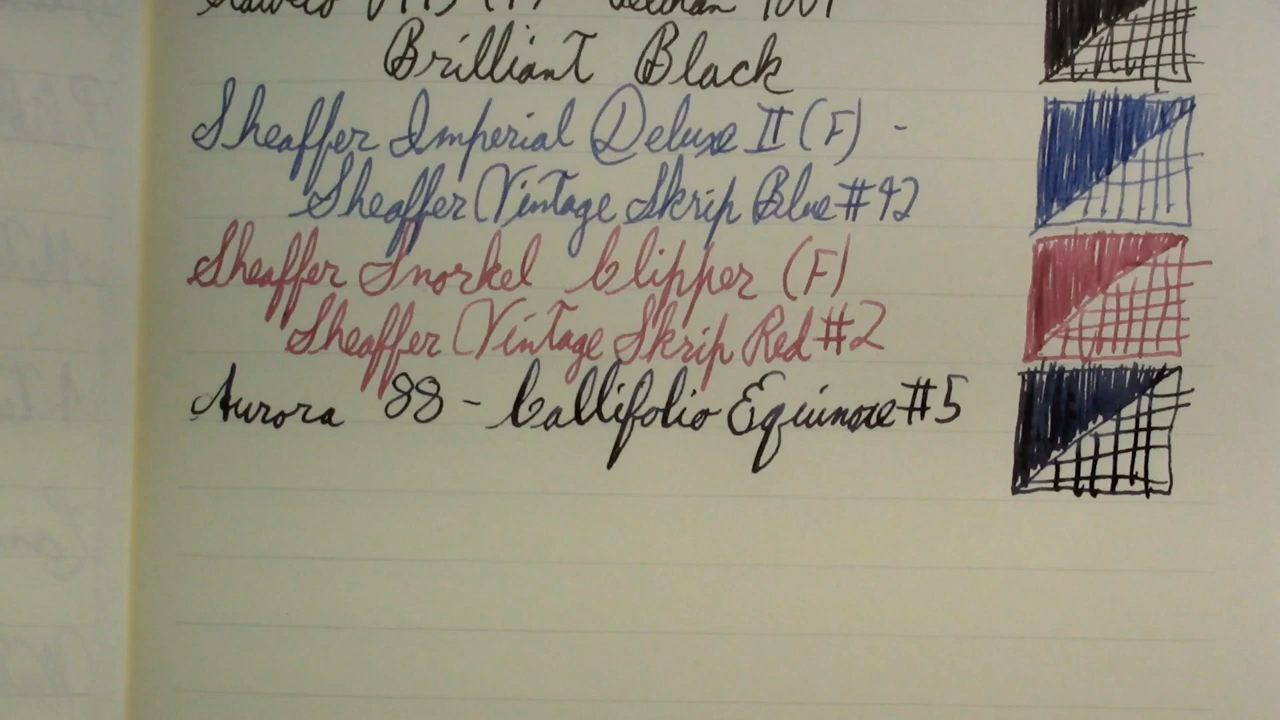 Brilliant Black
Sheaffer Imperial Deluxe II (F) -
Sheaffer Vintage Skrip Blue #42
Sheaffer Snorkel Clipper (F)
Sheaffer Vintage Skrip Red #2
Aurora 88 - Callifolio Equinoxe #5